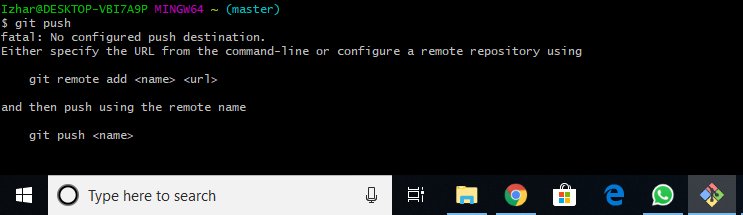 Izhar@DESKTOP-VBI7A9P MINGW64 ~ (master)
$ git push
fatal: No configured push destination.
Either specify the URL from the command-line or configure a remote repository using

    git remote add <name> <url>

and then push using the remote name

    git push <name>

Type here to search